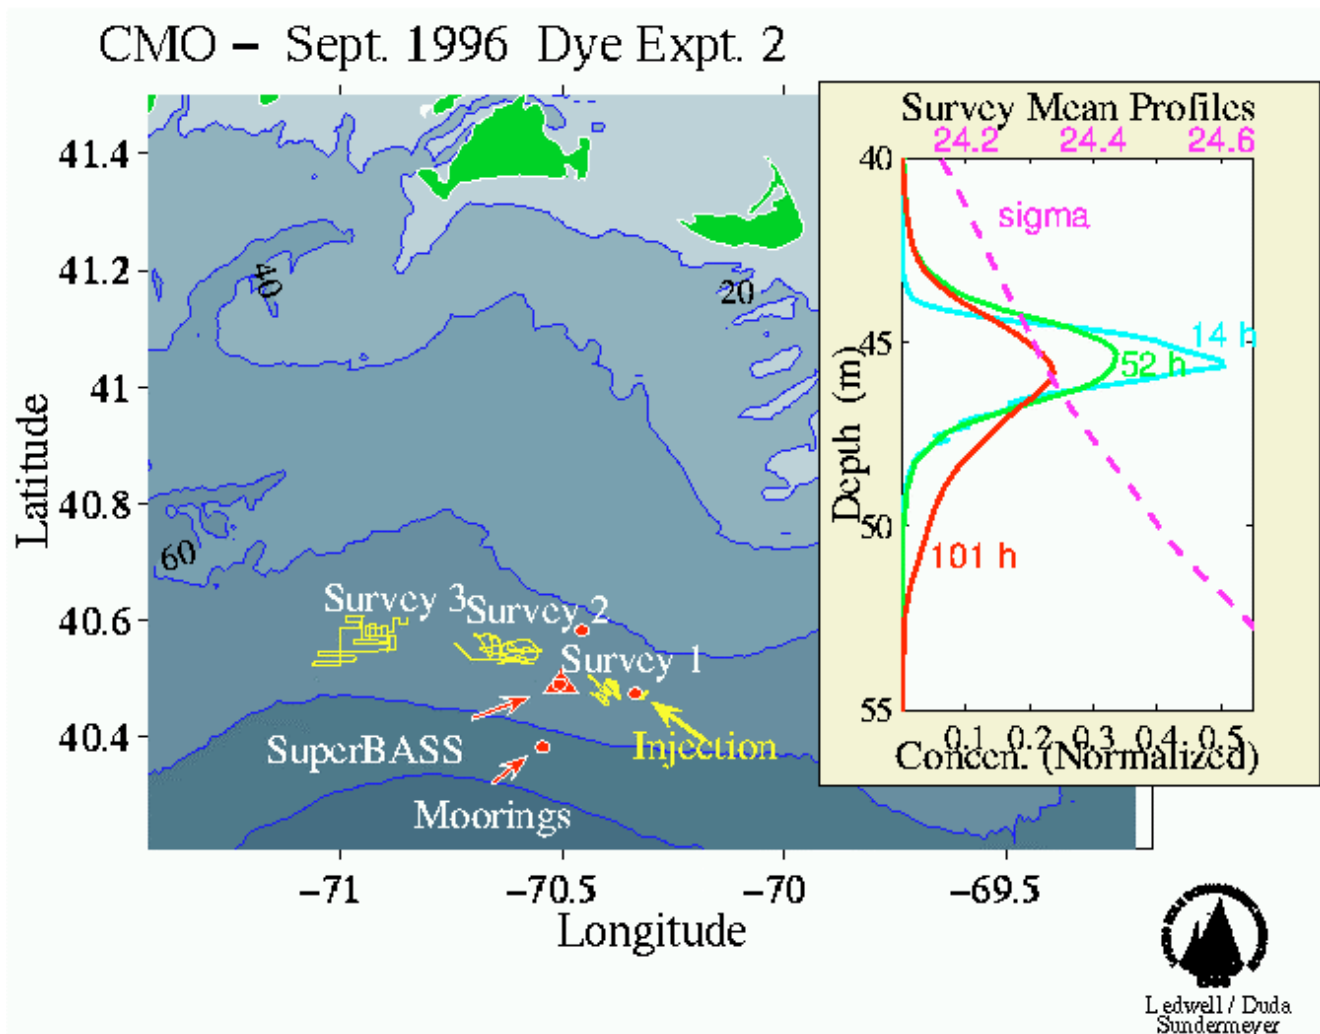 CMO – Sept. 1996 Dye Expt. 2
Survey Mean Profiles
24.2 24.4 24.6
40
45
50
55
Depth (m)
sigma
14 h
52 h
101 h
0.1 0.2 0.3 0.4 0.5
Concen. (Normalized)
41.4
41.2
41
40.8
40.6
40.4
Latitude
40
20
60
Survey 3
Survey 2
Survey 1
SuperBASS
Injection
Moorings
−71 −70.5 −70 −69.5
Longitude
Ledwell / Duda
Sundermeyer